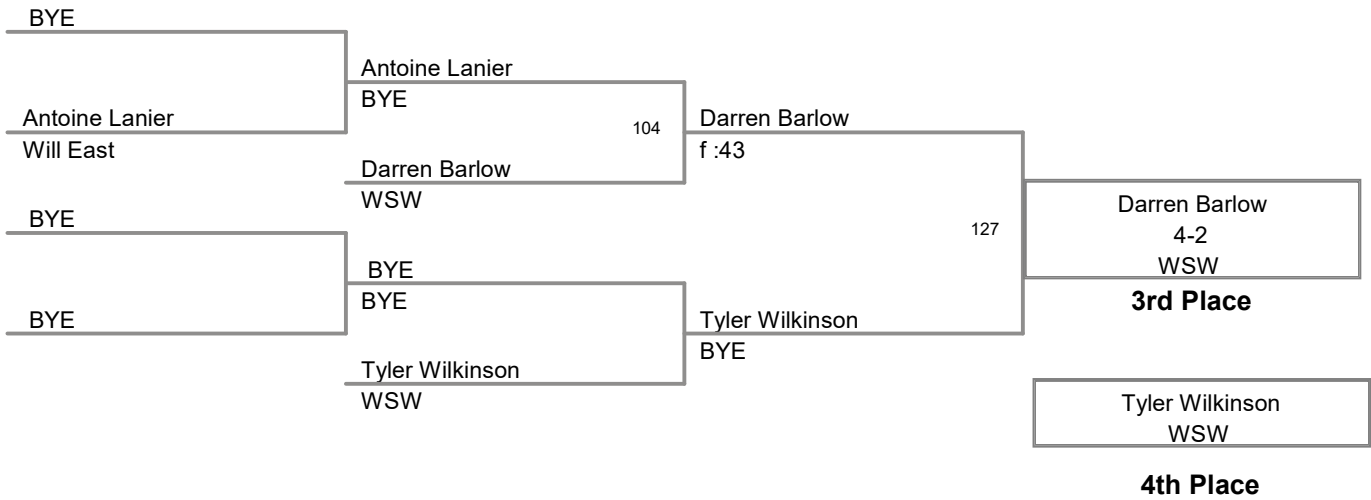 BYE
Antoine Lanier
BYE
Antoine Lanier
Will East
104
Darren Barlow
f :43
Darren Barlow
WSW
BYE
127
Darren Barlow
4-2
WSW
3rd Place
BYE
BYE
BYE
Tyler Wilkinson
BYE
Tyler Wilkinson
WSW
Tyler Wilkinson
WSW
4th Place